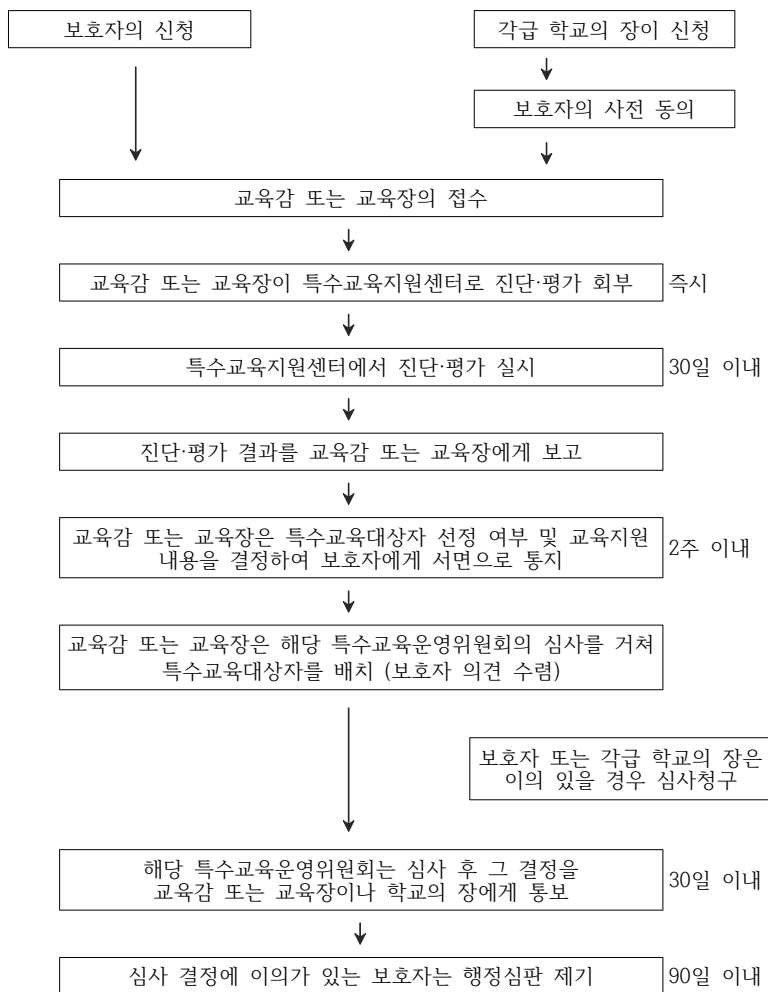 보호자의 신청
각급 학교의 장이 신청
보호자의 사전 동의
교육감 또는 교육장의 접수
교육감 또는 교육장이 특수교육지원센터로 진단·평가 회부
즉시
특수교육지원센터에서 진단·평가 실시
30일 이내
진단·평가 결과를 교육감 또는 교육장에게 보고
교육감 또는 교육장은 특수교육대상자 선정 여부 및 교육지원
내용을 결정하여 보호자에게 서면으로 통지
2주 이내
교육감 또는 교육장은 해당 특수교육운영위원회의 심사를 거쳐
특수교육대상자를 배치 (보호자 의견 수렴)
보호자 또는 각급 학교의 장은
이의 있을 경우 심사청구
해당 특수교육운영위원회는 심사 후 그 결정을
교육감 또는 교육장이나 학교의 장에게 통보
30일 이내
심사 결정에 이의가 있는 보호자는 행정심판 제기
90일 이내